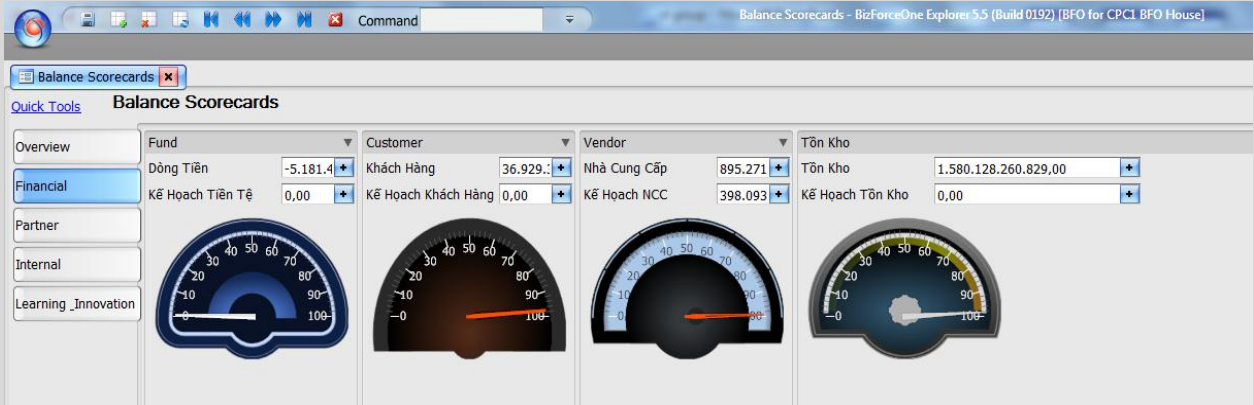 Command
Balance Scorecards - BizForceOne Explorer 5.5 (Build 0192) [BFO for CPC1 BFO House]
Balance Scorecards
Quick Tools
Balance Scorecards
Overview
Financial
Partner
Internal
Learning _Innovation
Fund
Dòng Tiền -5.181.4
Kế Hoạch Tiền Tệ 0,00
0 10 20 30 40 50 60 70 80 90 100
Customer
Khách Hàng 36.929.
Kế Hoạch Khách Hàng 0,00
0 10 20 30 40 50 60 70 80 90 100
Vendor
Nhà Cung Cấp 895.271
Kế Hoạch NCC 398.093
0 10 20 30 40 50 60 70 80 90
Tồn Kho
Tồn Kho 1.580.128.260.829,00
Kế Hoạch Tồn Kho 0,00
0 10 20 30 40 50 60 70 80 90 100